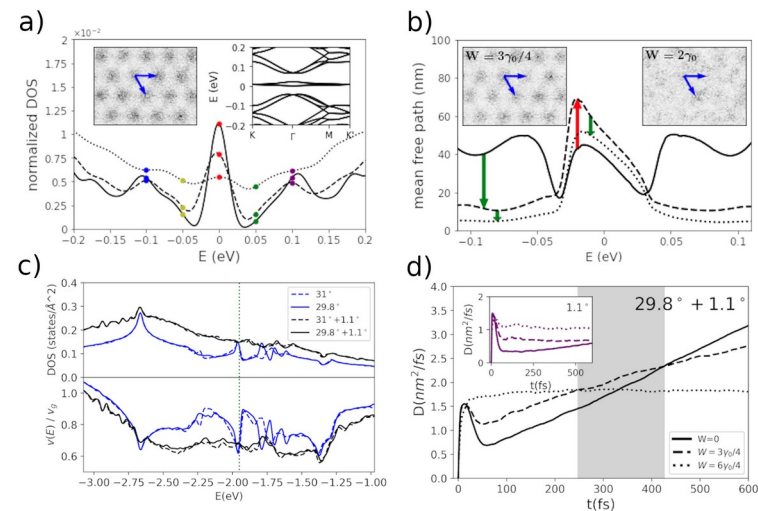 a)
×10⁻²
normalized DOS
2
1.75
1.5
1.25
1
0.75
0.5
0.25
0
−0.2 −0.15 −0.1 −0.05 0 0.05 0.1 0.15 0.2
E (eV)
E (eV)
0.2
0.1
0.0
−0.1
−0.2
K Γ M K'
b)
mean free path (nm)
100
80
60
40
20
0
−0.1 −0.05 0 0.05 0.1
E (eV)
W = 3γ₀/4
W = 2γ₀
c)
DOS (states/Å^2)
0.4
0.3
0.2
0.1
0.0
31°
29.8°
31°+1.1°
29.8°+1.1°
v(E) / v_g
1.0
0.8
0.6
−3.00 −2.75 −2.50 −2.25 −2.00 −1.75 −1.50 −1.25 −1.00
E(eV)
d)
29.8° + 1.1°
D(nm²/fs)
4.0
3.5
3.0
2.5
2.0
1.5
1.0
0.5
0.0
0 100 200 300 400 500 600
t(fs)
1.1°
D(nm²/fs)
2
1
0
0 250 500
t(fs)
W=0
W = 3γ₀/4
W = 6γ₀/4